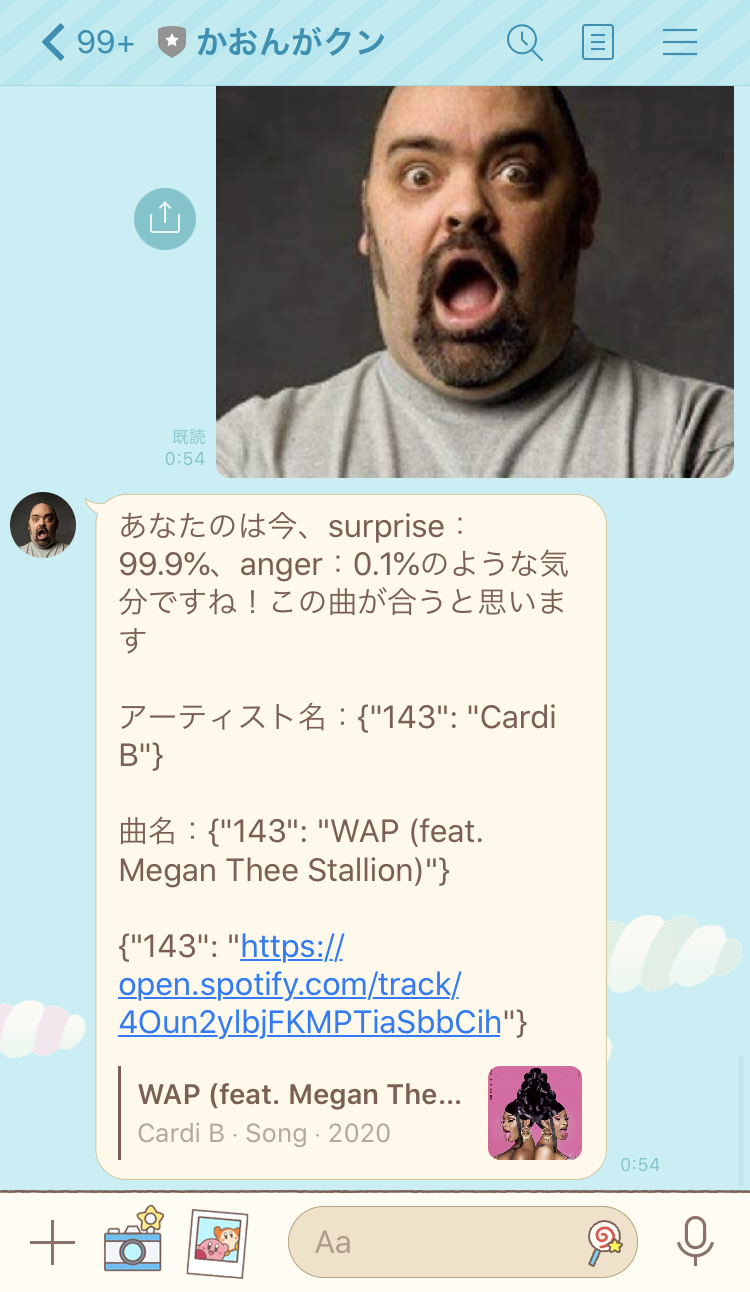 99+ かおんがクン
既読
0:54
あなたのは今、surprise：
99.9%、anger：0.1%のような気
分ですね！この曲が合うと思いま
す
アーティスト名：{"143": "Cardi
B"}
曲名：{"143": "WAP (feat.
Megan Thee Stallion)"}
{"143": "https://
open.spotify.com/track/
4Oun2ylbjFKMPTiaSbbCih"}
WAP (feat. Megan The...
Cardi B · Song · 2020
0:54
Aa